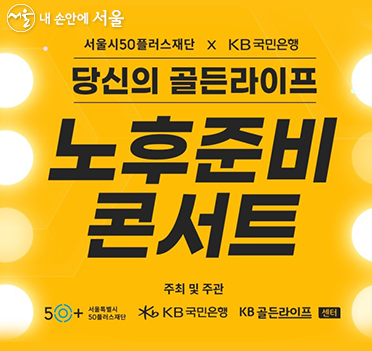 서울 내 손안에 서울
서울시50플러스재단 x KB국민은행
당신의 골든라이프
노후준비
콘서트
주최 및 주관
50+ 서울특별시 50플러스재단 KB국민은행 KB 골든라이프 센터